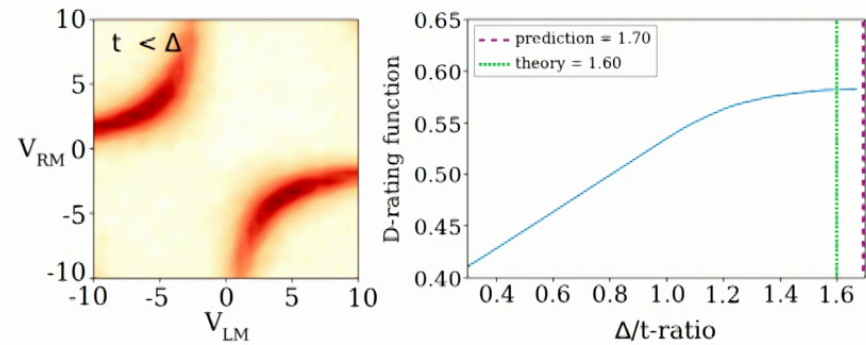 t < Δ
10
5
0
-5
-10
V_RM
-10 -5 0 5 10
V_LM
0.65
0.60
0.55
0.50
0.45
0.40
D-rating function
prediction = 1.70
theory = 1.60
0.4 0.6 0.8 1.0 1.2 1.4 1.6
Δ/t-ratio